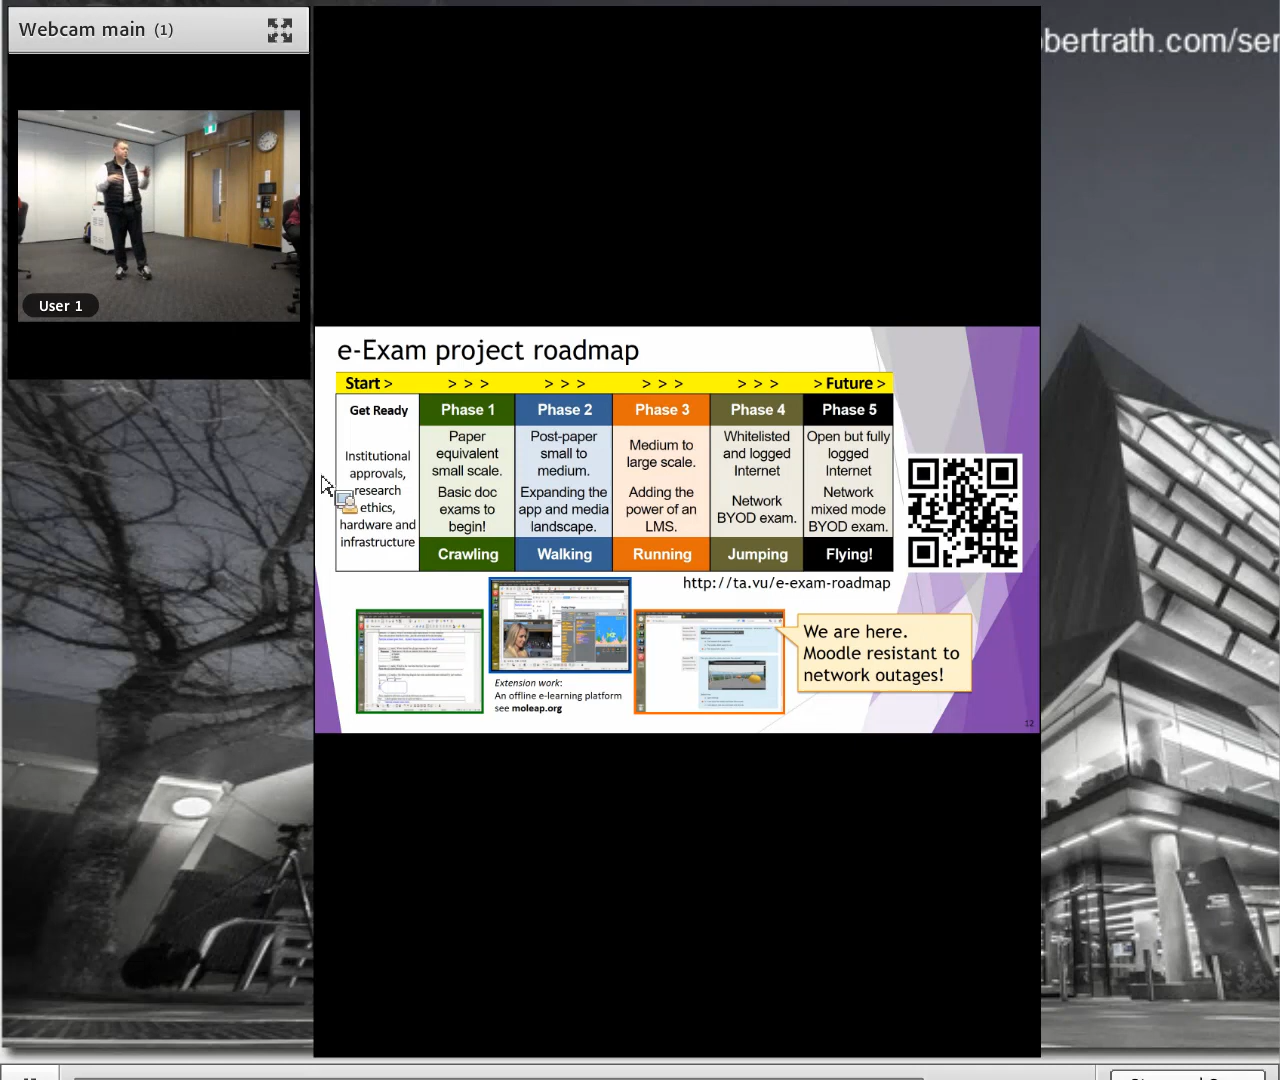 Webcam main (1)
bertrath.com/ser
User 1
e-Exam project roadmap
Start >
> > >
> > >
> > >
> > >
> Future >
Get Ready
Institutional
approvals,
research
ethics,
hardware and
infrastructure
Phase 1
Paper
equivalent
small scale.
Basic doc
exams to
begin!
Crawling
Phase 2
Post-paper
small to
medium.
Expanding the
app and media
landscape.
Walking
Phase 3
Medium to
large scale.
Adding the
power of an
LMS.
Running
Phase 4
Whitelisted
and logged
Internet
Network
BYOD exam.
Jumping
Phase 5
Open but fully
logged
Internet
Network
mixed mode
BYOD exam.
Flying!
http://ta.vu/e-exam-roadmap
We are here.
Moodle resistant to
network outages!
Extension work:
An offline e-learning platform
see moleap.org
12